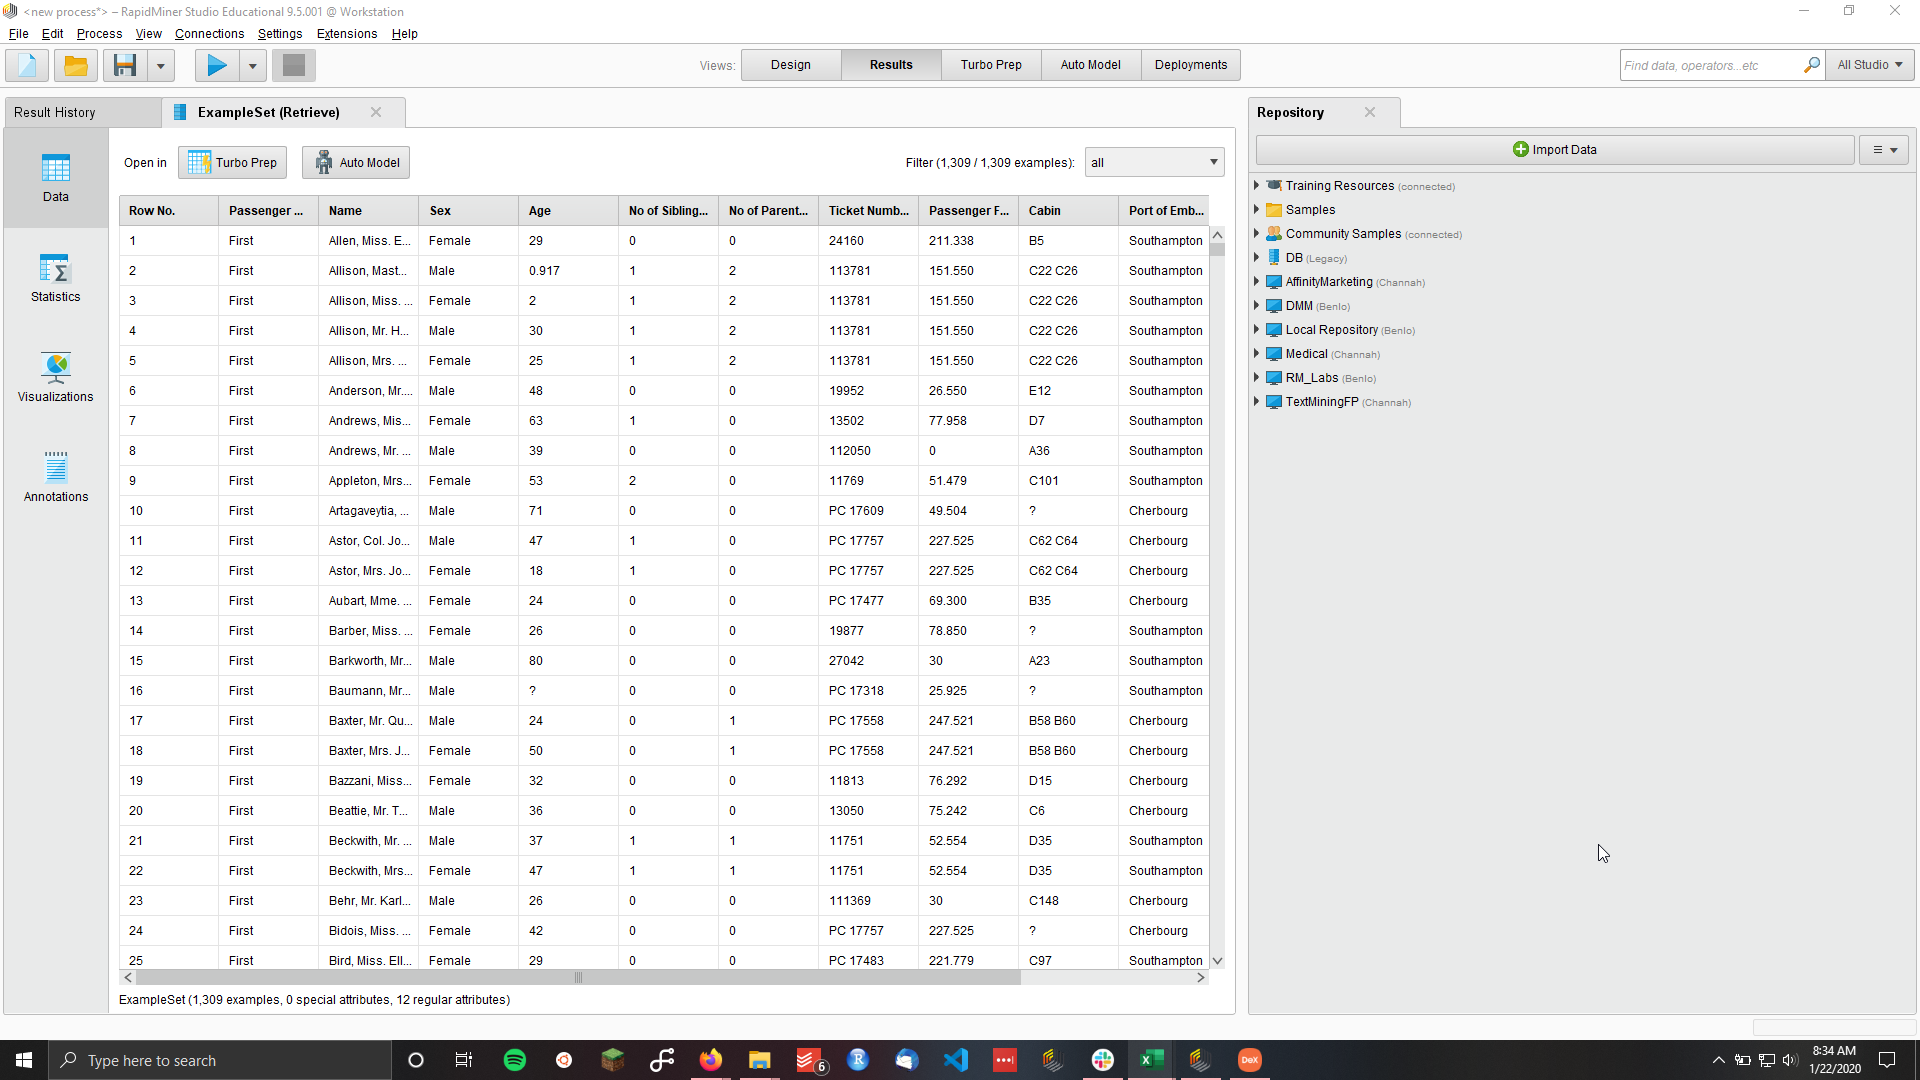 <new process*> – RapidMiner Studio Educational 9.5.001 @ Workstation
File Edit Process View Connections Settings Extensions Help
Views: Design Results Turbo Prep Auto Model Deployments Find data, operators...etc All Studio
Result History ExampleSet (Retrieve) Repository
Open in Turbo Prep Auto Model Filter (1,309 / 1,309 examples): all
Import Data
Data
Statistics
Visualizations
Annotations
Row No. Passenger ... Name Sex Age No of Sibling... No of Parent... Ticket Numb... Passenger F... Cabin Port of Emb...
1 First Allen, Miss. E... Female 29 0 0 24160 211.338 B5 Southampton
2 First Allison, Mast... Male 0.917 1 2 113781 151.550 C22 C26 Southampton
3 First Allison, Miss. ... Female 2 1 2 113781 151.550 C22 C26 Southampton
4 First Allison, Mr. H... Male 30 1 2 113781 151.550 C22 C26 Southampton
5 First Allison, Mrs. ... Female 25 1 2 113781 151.550 C22 C26 Southampton
6 First Anderson, Mr.... Male 48 0 0 19952 26.550 E12 Southampton
7 First Andrews, Mis... Female 63 1 0 13502 77.958 D7 Southampton
8 First Andrews, Mr. ... Male 39 0 0 112050 0 A36 Southampton
9 First Appleton, Mrs... Female 53 2 0 11769 51.479 C101 Southampton
10 First Artagaveytia, ... Male 71 0 0 PC 17609 49.504 ? Cherbourg
11 First Astor, Col. Jo... Male 47 1 0 PC 17757 227.525 C62 C64 Cherbourg
12 First Astor, Mrs. Jo... Female 18 1 0 PC 17757 227.525 C62 C64 Cherbourg
13 First Aubart, Mme. ... Female 24 0 0 PC 17477 69.300 B35 Cherbourg
14 First Barber, Miss. ... Female 26 0 0 19877 78.850 ? Southampton
15 First Barkworth, Mr... Male 80 0 0 27042 30 A23 Southampton
16 First Baumann, Mr... Male ? 0 0 PC 17318 25.925 ? Southampton
17 First Baxter, Mr. Qu... Male 24 0 1 PC 17558 247.521 B58 B60 Cherbourg
18 First Baxter, Mrs. J... Female 50 0 1 PC 17558 247.521 B58 B60 Cherbourg
19 First Bazzani, Miss... Female 32 0 0 11813 76.292 D15 Cherbourg
20 First Beattie, Mr. T... Male 36 0 0 13050 75.242 C6 Cherbourg
21 First Beckwith, Mr. ... Male 37 1 1 11751 52.554 D35 Southampton
22 First Beckwith, Mrs... Female 47 1 1 11751 52.554 D35 Southampton
23 First Behr, Mr. Karl... Male 26 0 0 111369 30 C148 Cherbourg
24 First Bidois, Miss. ... Female 42 0 0 PC 17757 227.525 ? Cherbourg
25 First Bird, Miss. Ell... Female 29 0 0 PC 17483 221.779 C97 Southampton
ExampleSet (1,309 examples, 0 special attributes, 12 regular attributes)
Training Resources (connected)
Samples
Community Samples (connected)
DB (Legacy)
AffinityMarketing (Channah)
DMM (Benlo)
Local Repository (Benlo)
Medical (Channah)
RM_Labs (Benlo)
TextMiningFP (Channah)
Type here to search
6
R
DeX
8:34 AM
1/22/2020